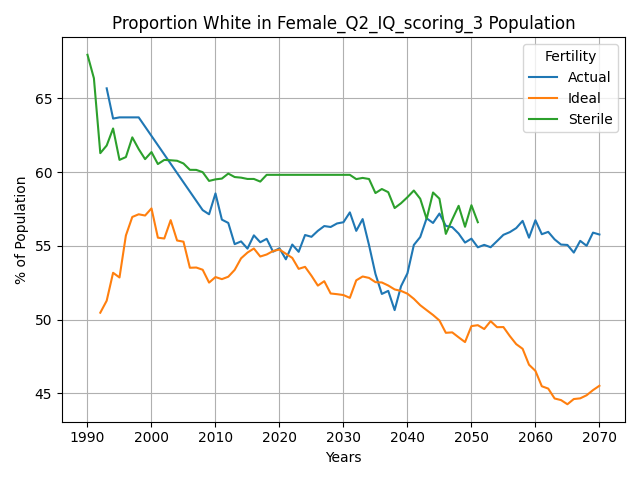 Proportion White in Female_Q2_IQ_scoring_3 Population
Fertility
Actual
Ideal
Sterile
% of Population
65
60
55
50
45
1990 2000 2010 2020 2030 2040 2050 2060 2070
Years